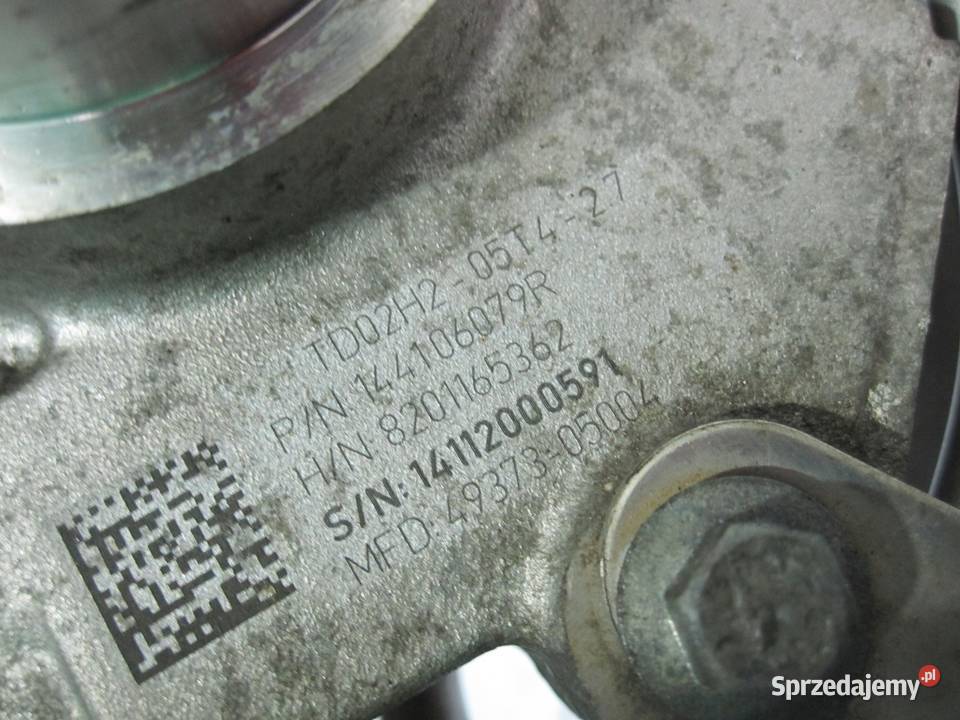 TD02H2-05T4-27
P/N:144106079R
H/N:8201165362
S/N:14112000591
MFD:49373-05004
Sprzedajemy.pl